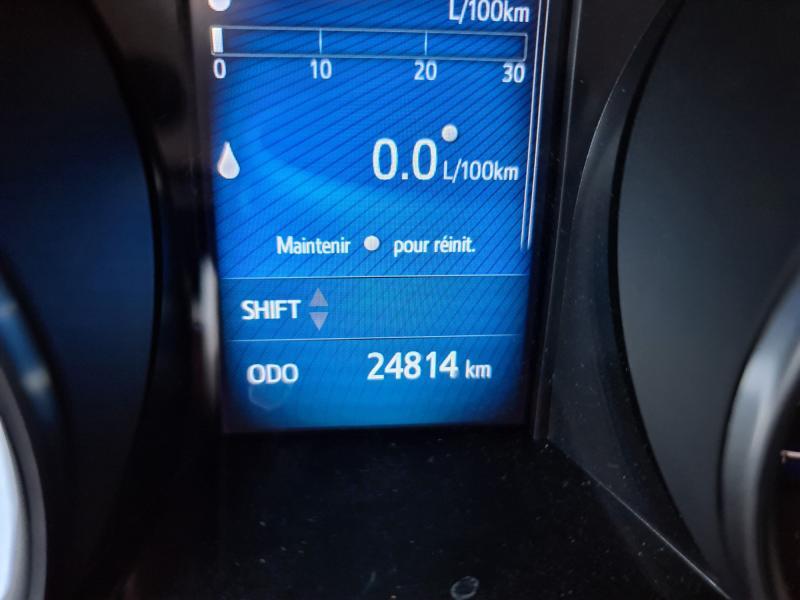 L/100km
0 10 20 30
0.0 L/100km
Maintenir pour réinit.
SHIFT
ODO 24814 km